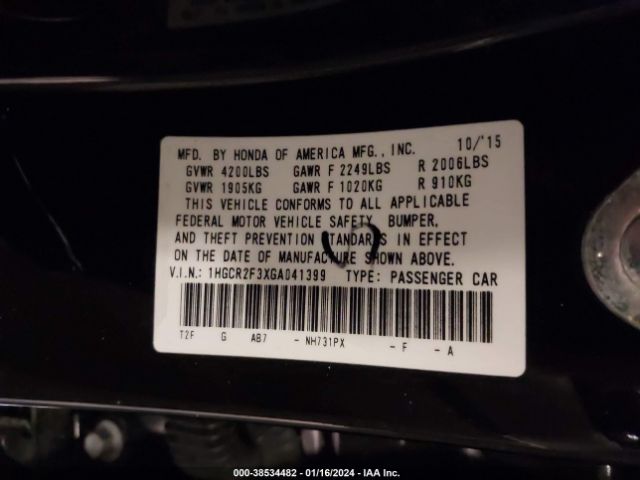 MFD. BY HONDA OF AMERICA MFG., INC. 10/'15
GVWR 4200LBS GAWR F 2249LBS R 2006LBS
GVWR 1905KG GAWR F 1020KG R 910KG
THIS VEHICLE CONFORMS TO ALL APPLICABLE
FEDERAL MOTOR VEHICLE SAFETY, BUMPER,
AND THEFT PREVENTION STANDARDS IN EFFECT
ON THE DATE OF MANUFACTURE SHOWN ABOVE.
V.I.N.: 1HGCR2F3XGA041399 TYPE: PASSENGER CAR
T2F G AB7 - NH731PX - F - A
000-38534482 - 01/16/2024 - IAA Inc.